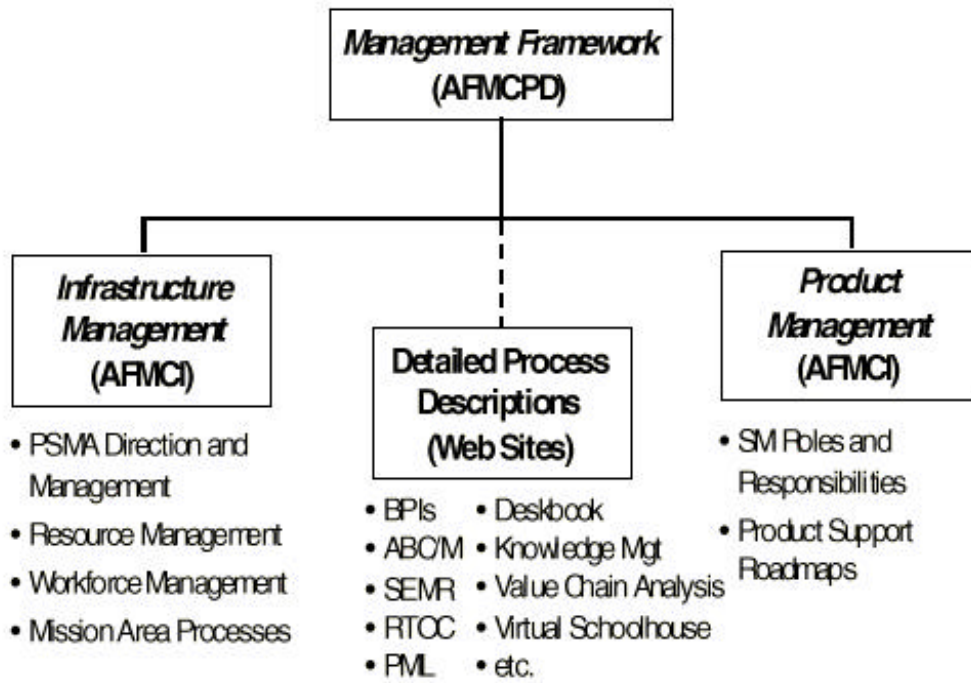 Management Framework
(AFMCPD)
Infrastructure
Management
(AFMCI)
• PSMA Direction and
Management
• Resource Management
• Workforce Management
• Mission Area Processes
Detailed Process
Descriptions
(Web Sites)
• BPIs
• ABC/M
• SEMR
• RTOC
• PML
• Deskbook
• Knowledge Mgt
• Value Chain Analysis
• Virtual Schoolhouse
• etc.
Product
Management
(AFMCI)
• SM Roles and
Responsibilities
• Product Support
Roadmaps